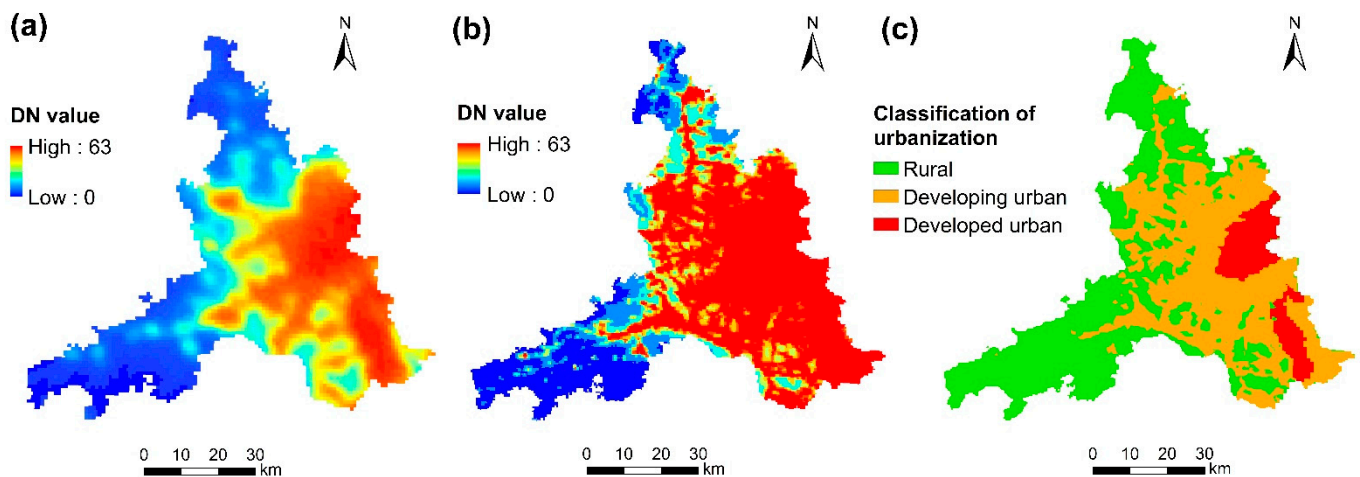 (a)
N
DN value
High : 63
Low : 0
0 10 20 30
km
(b)
N
DN value
High : 63
Low : 0
0 10 20 30
km
(c)
N
Classification of
urbanization
Rural
Developing urban
Developed urban
0 10 20 30
km